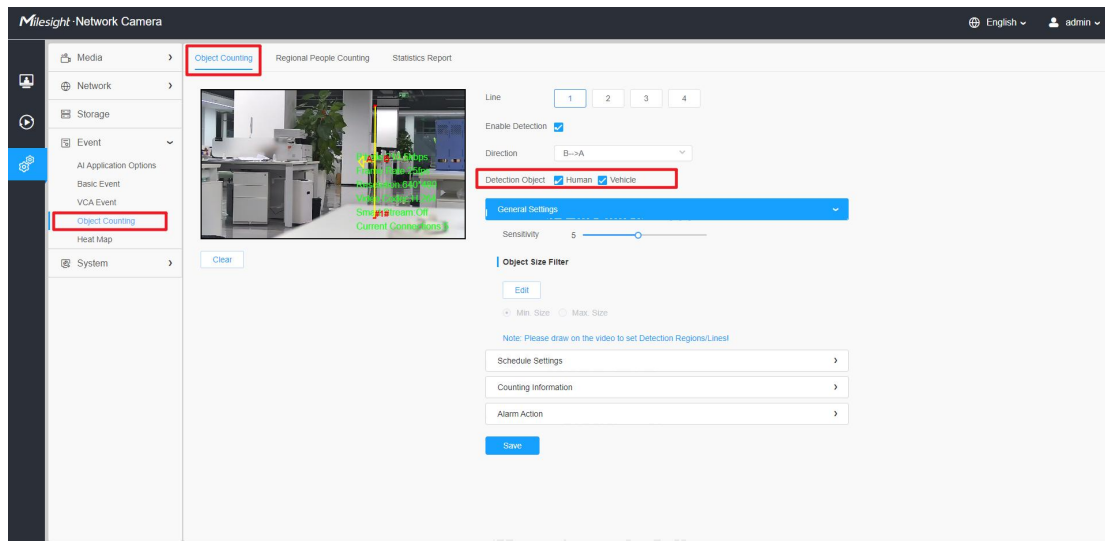 Milesight · Network Camera
English
admin
Media
Network
Storage
Event
AI Application Options
Basic Event
VCA Event
Object Counting
Heat Map
System
Object Counting Regional People Counting Statistics Report
Smart Stream:Off
Clear
Line 1 2 3 4
Enable Detection
Direction B-->A
Detection Object Human Vehicle
General Settings
Sensitivity 5
Object Size Filter
Edit
Min. Size Max. Size
Note: Please draw on the video to set Detection Regions/Lines!
Schedule Settings
Counting Information
Alarm Action
Save